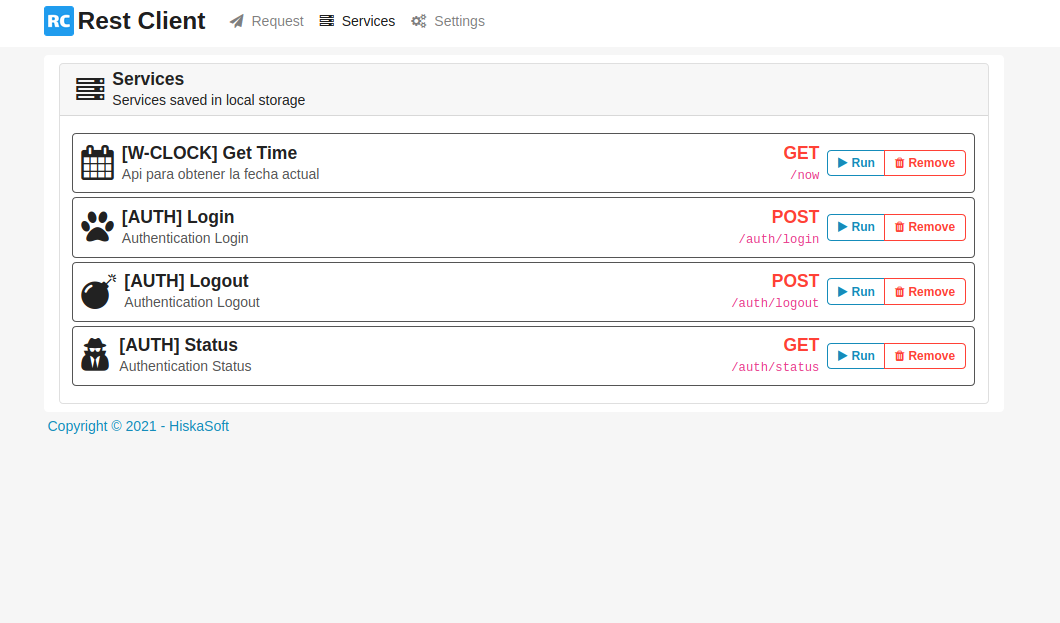 RC Rest Client Request Services Settings
Services
Services saved in local storage
[W-CLOCK] Get Time GET
Api para obtener la fecha actual /now Run Remove
[AUTH] Login POST
Authentication Login /auth/login Run Remove
[AUTH] Logout POST
Authentication Logout /auth/logout Run Remove
[AUTH] Status GET
Authentication Status /auth/status Run Remove
Copyright © 2021 - HiskaSoft